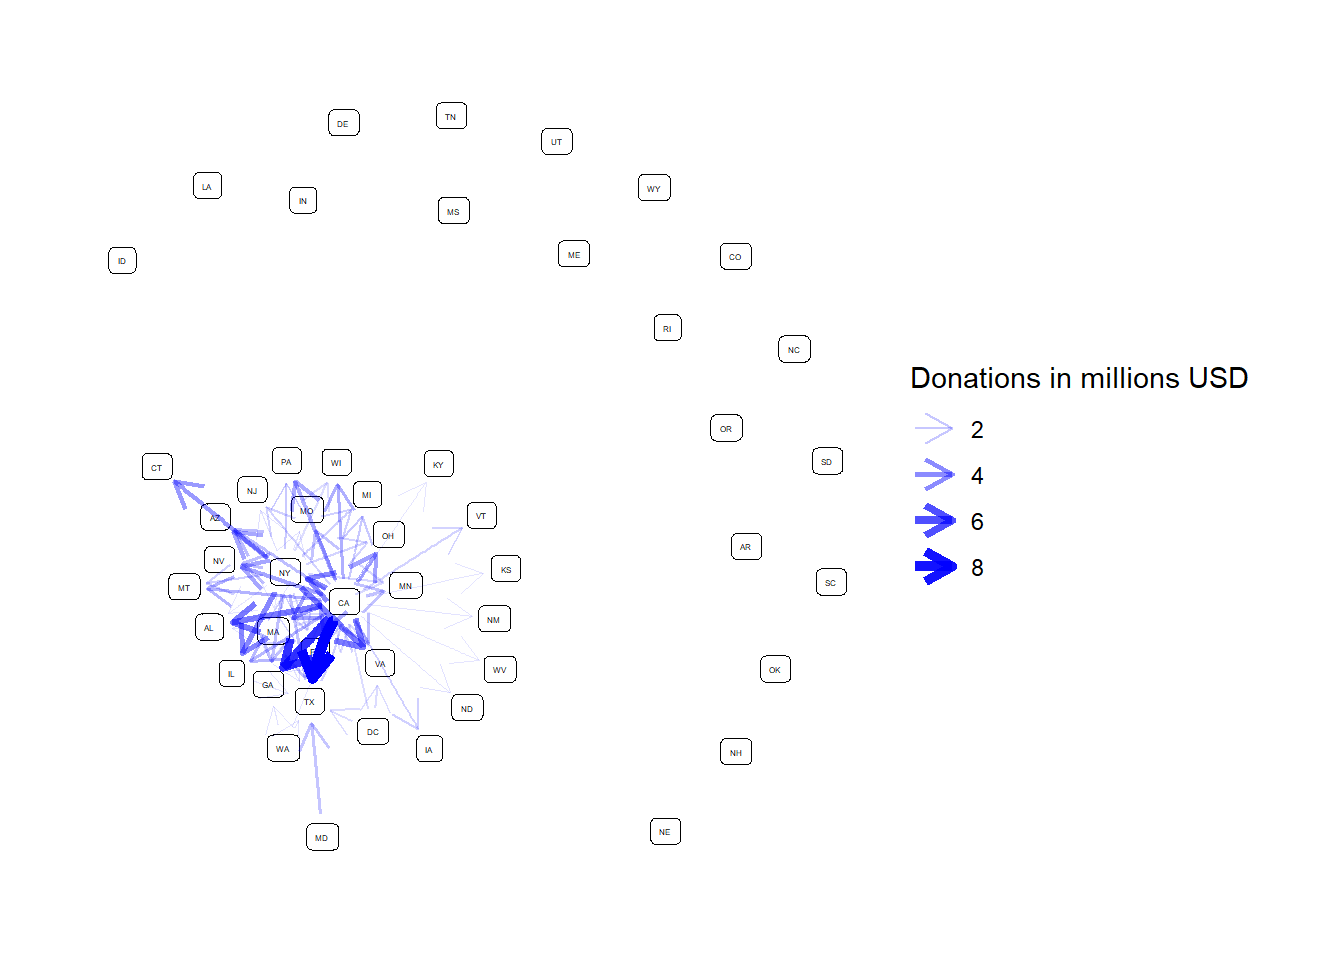 DE
TN
UT
LA
IN
WY
MS
ME
CO
ID
RI
NC
Donations in millions USD
2
4
6
8
OR
SD
CT
PA
WI
KY
NJ
MI
MO
AZ
VT
OH
AR
NV
NY
KS
SC
MT
MN
CA
AL
MA
NM
VA
IL
GA
WV
OK
TX
ND
DC
WA
IA
NH
MD
NE